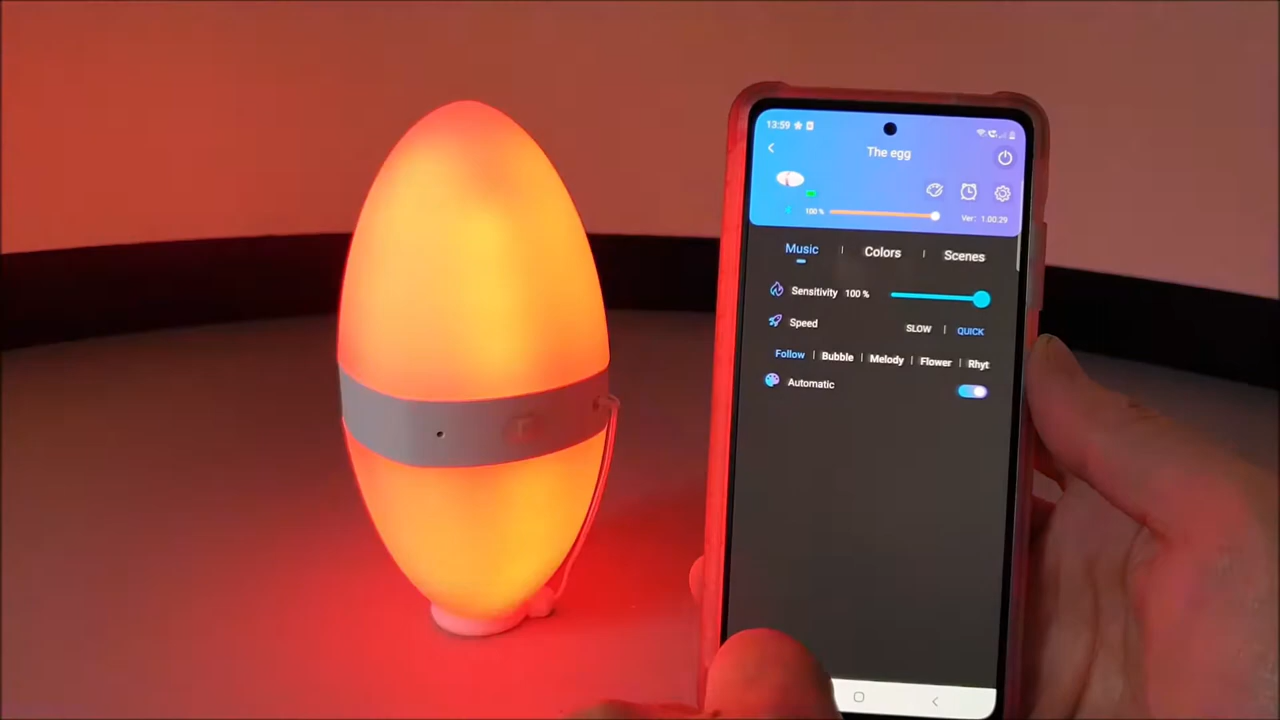 13:59
The egg
100 %
Ver: 1.00.29
Music | Colors | Scenes
Sensitivity 100 %
Speed SLOW | QUICK
Follow | Bubble | Melody | Flower | Rhyt
Automatic